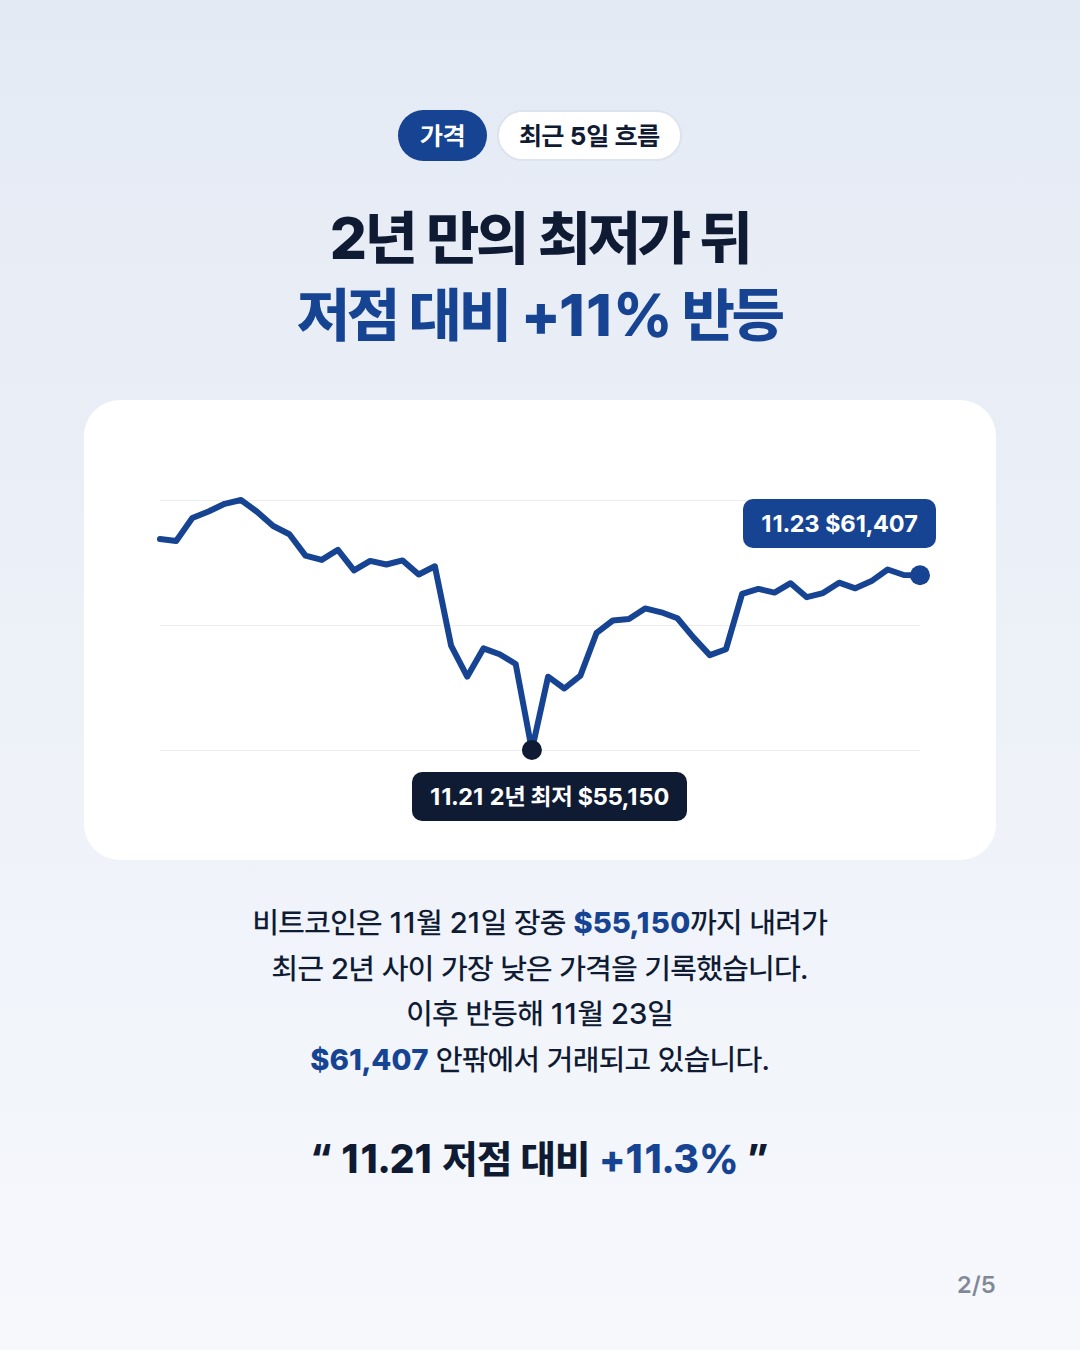 가격
최근 5일 흐름
2년 만의 최저가 뒤
저점 대비 +11% 반등
11.23 $61,407
11.21 2년 최저 $55,150
비트코인은 11월 21일 장중 $55,150까지 내려가
최근 2년 사이 가장 낮은 가격을 기록했습니다.
이후 반등해 11월 23일
$61,407 안팎에서 거래되고 있습니다.
“ 11.21 저점 대비 +11.3% ”
2/5